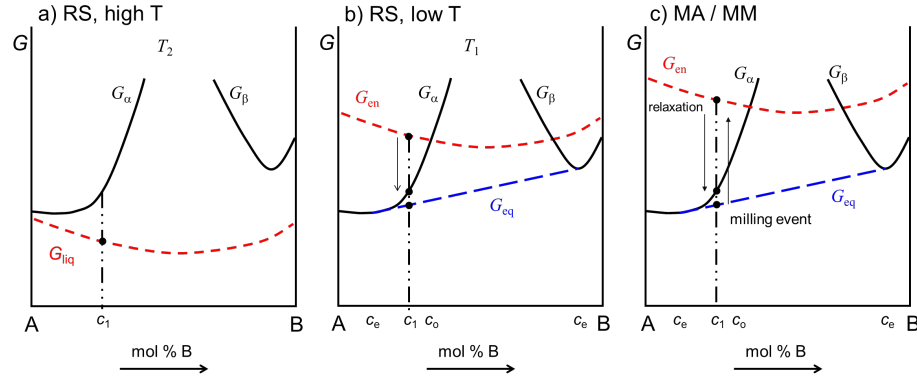 a) RS, high T
G
T₂
Gα
Gβ
Gliq
A
c₁
B
mol % B
b) RS, low T
G
T₁
Gen
Gα
Gβ
Geq
A
cₑ
c₁
cₒ
cₑ
B
mol % B
c) MA / MM
G
Gen
Gα
Gβ
relaxation
Geq
milling event
A
cₑ
c₁
cₒ
cₑ
B
mol % B